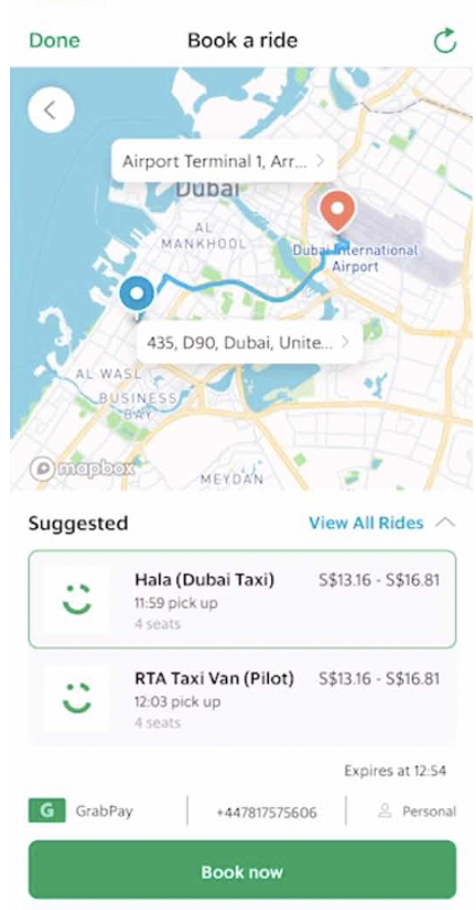 Done
Book a ride
Airport Terminal 1, Arr...
Dubai
AL
MANKHOOL
Dubai International
Airport
435, D90, Dubai, Unite...
AL WASL
BUSINESS
BAY
mapbox
MEYDAN
Suggested
View All Rides
Hala (Dubai Taxi)
S$13.16 - S$16.81
11:59 pick up
4 seats
RTA Taxi Van (Pilot)
S$13.16 - S$16.81
12:03 pick up
4 seats
Expires at 12:54
G GrabPay
+447817575606
Personal
Book now